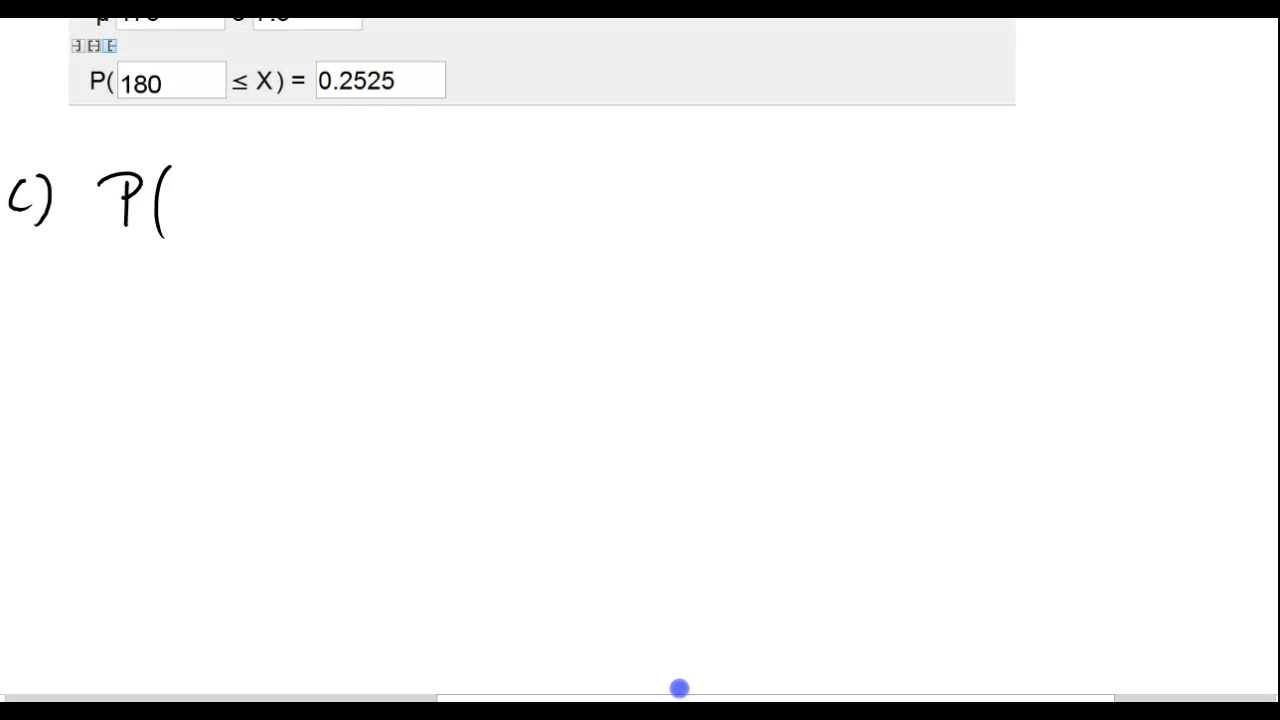 P( 180 ≤ X ) = 0.2525
c) P(